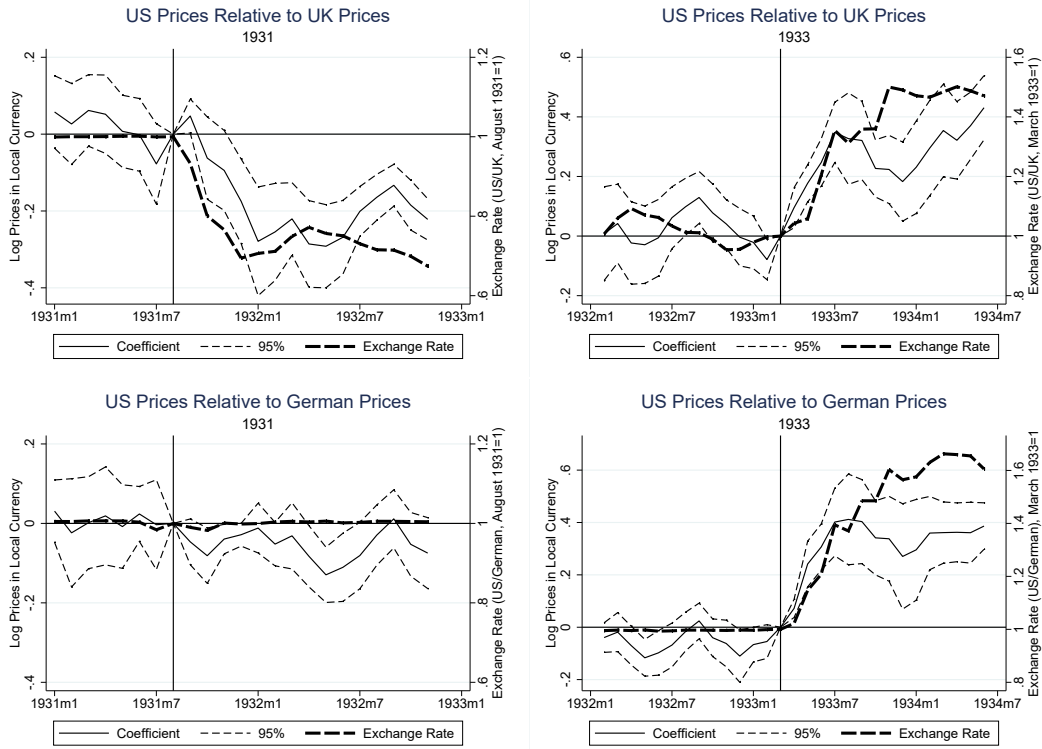 US Prices Relative to UK Prices
1931
Log Prices in Local Currency
.2
0
-.2
-.4
Exchange Rate (US/UK, August 1931=1)
1.2
1
.8
.6
1931m1 1931m7 1932m1 1932m7 1933m1
Coefficient 95% Exchange Rate
US Prices Relative to UK Prices
1933
Log Prices in Local Currency
.6
.4
.2
0
-.2
Exchange Rate (US/UK, March 1933=1)
1.6
1.4
1.2
1
.8
1932m1 1932m7 1933m1 1933m7 1934m1 1934m7
Coefficient 95% Exchange Rate
US Prices Relative to German Prices
1931
Log Prices in Local Currency
.2
0
-.2
-.4
Exchange Rate (US/German, August 1931=1)
1.2
1
.8
.6
1931m1 1931m7 1932m1 1932m7 1933m1
Coefficient 95% Exchange Rate
US Prices Relative to German Prices
1933
Log Prices in Local Currency
.6
.4
.2
0
-.2
Exchange Rate (US/German), March 1933=1
1.6
1.4
1.2
1
.8
1932m1 1932m7 1933m1 1933m7 1934m1 1934m7
Coefficient 95% Exchange Rate